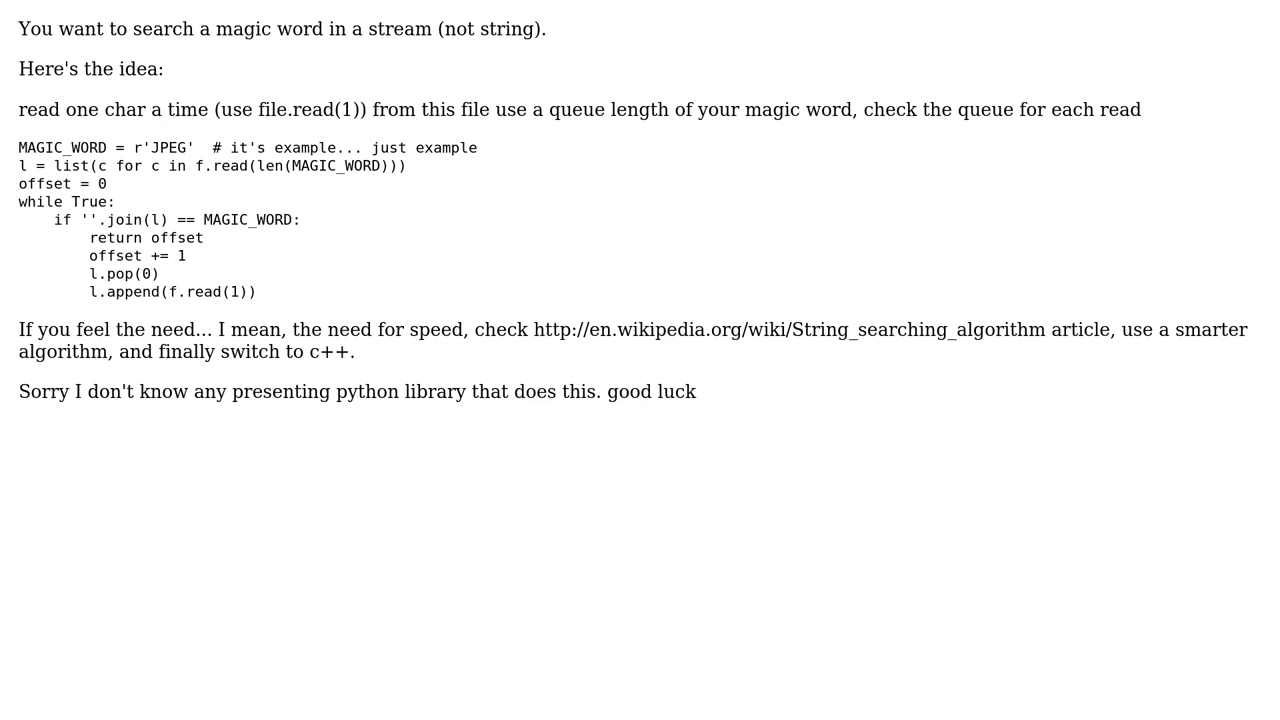 You want to search a magic word in a stream (not string).
Here's the idea:
read one char a time (use file.read(1)) from this file use a queue length of your magic word, check the queue for each read
MAGIC_WORD = r'JPEG'  # it's example... just example
l = list(c for c in f.read(len(MAGIC_WORD)))
offset = 0
while True:
    if ''.join(l) == MAGIC_WORD:
        return offset
        offset += 1
        l.pop(0)
        l.append(f.read(1))
If you feel the need... I mean, the need for speed, check http://en.wikipedia.org/wiki/String_searching_algorithm article, use a smarter
algorithm, and finally switch to c++.
Sorry I don't know any presenting python library that does this. good luck